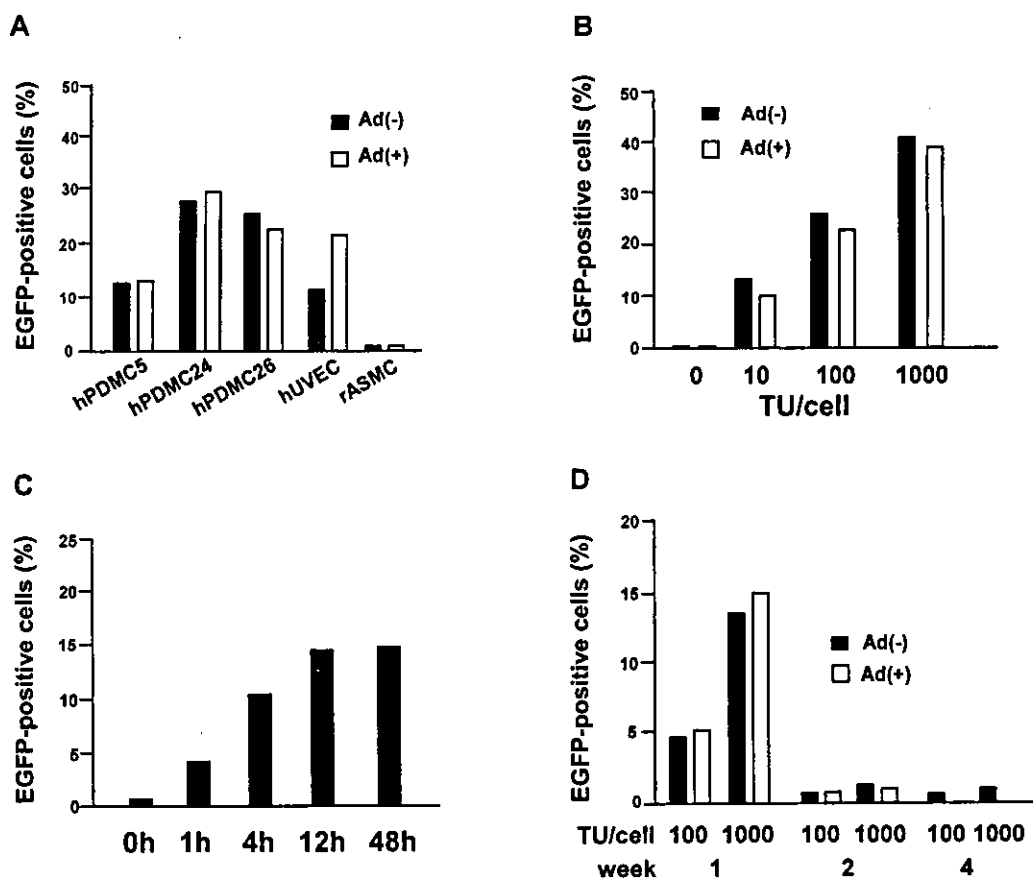 A
EGFP-positive cells (%)
50
40
30
20
10
0
Ad(-)
Ad(+)
hPDMC5
hPDMC24
hPDMC26
hUVEC
rASMC
B
EGFP-positive cells (%)
50
40
30
20
10
0
Ad(-)
Ad(+)
0 10 100 1000
TU/cell
C
EGFP-positive cells (%)
25
20
15
10
5
0
0h 1h 4h 12h 48h
D
EGFP-positive cells (%)
20
15
10
5
0
Ad(-)
Ad(+)
TU/cell 100 1000 100 1000 100 1000
week 1 2 4